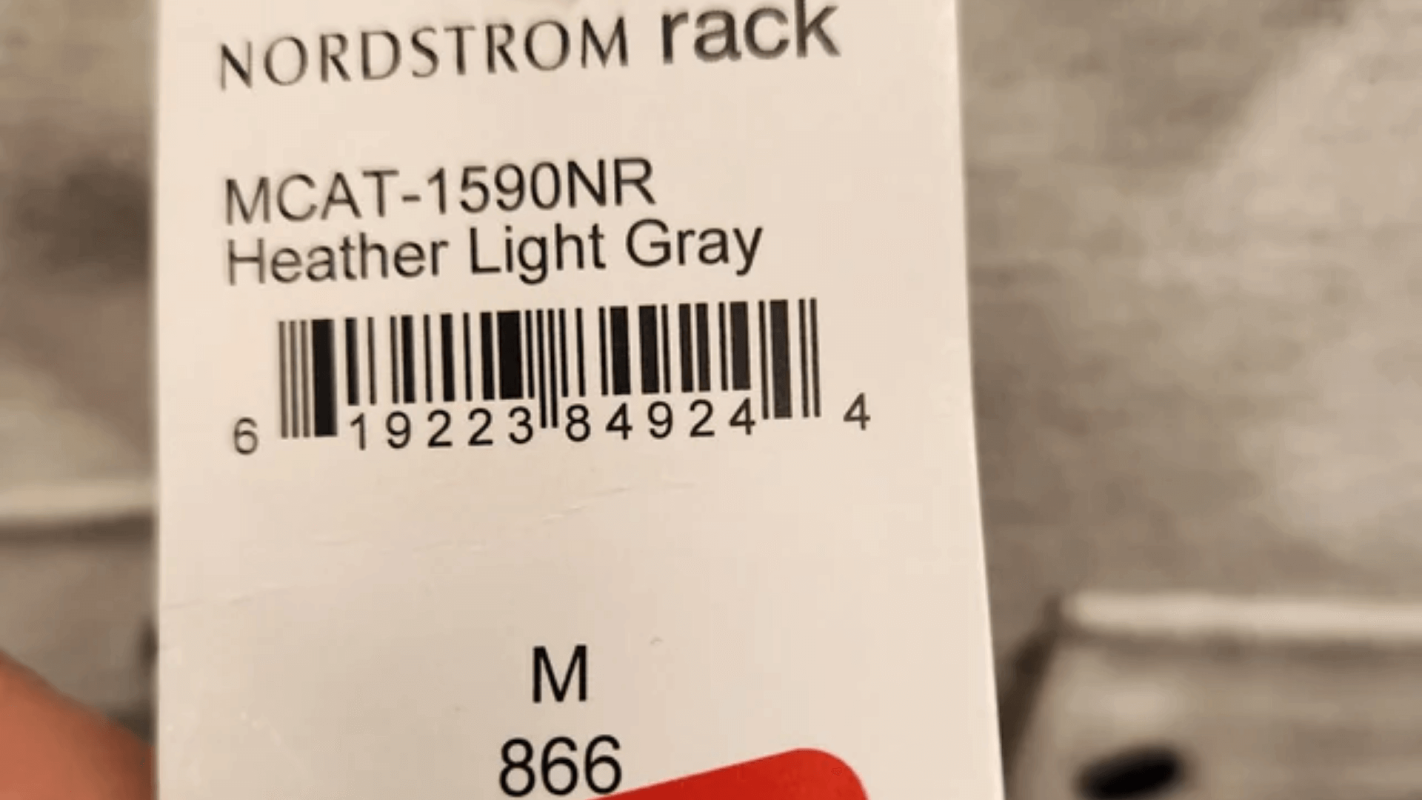 NORDSTROM rack
MCAT-1590NR
Heather Light Gray
6 19223 84924 4
M
866